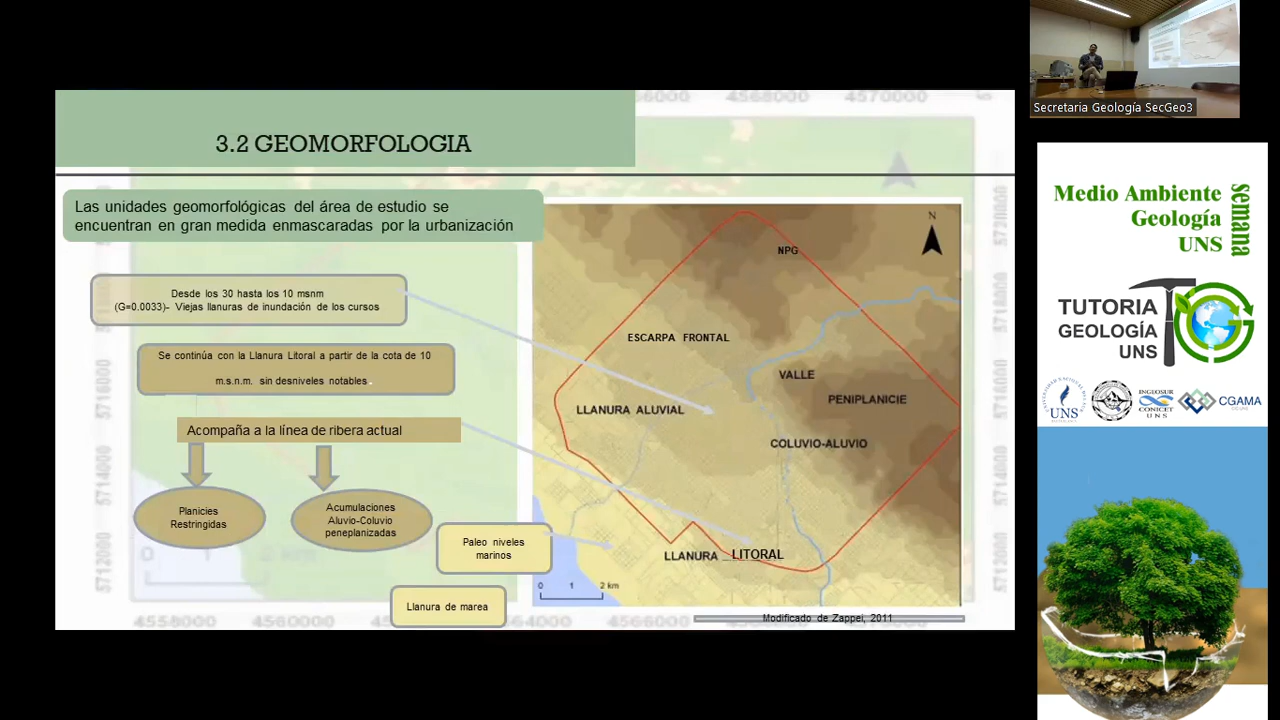 3.2 GEOMORFOLOGIA
Las unidades geomorfológicas del área de estudio se
encuentran en gran medida enmascaradas por la urbanización
Desde los 30 hasta los 10 msnm
(G=0.0033)- Viejas llanuras de inundación de los cursos
Se continúa con la Llanura Litoral a partir de la cota de 10
m.s.n.m. sin desniveles notables .
Acompaña a la línea de ribera actual
Planicies
Restringidas
Acumulaciones
Aluvio-Coluvio
peneplanizadas
Paleo niveles
marinos
Llanura de marea
N
NPG
ESCARPA FRONTAL
VALLE
PENIPLANICIE
LLANURA ALUVIAL
COLUVIO-ALUVIO
LLANURA LITORAL
0 1 2 km
Modificado de Zappei, 2011
4568000
4570000
5720000
5718000
5716000
5714000
5712000
0 1 2 km
4558000
4560000
4564000
4566000
4568000
4570000
Secretaria Geología SecGeo3
Medio Ambiente
Geología
UNS
semana
TUTORIA
GEOLOGÍA
UNS
UNS
INGEOSUR
CONICET
UNS
CGAMA